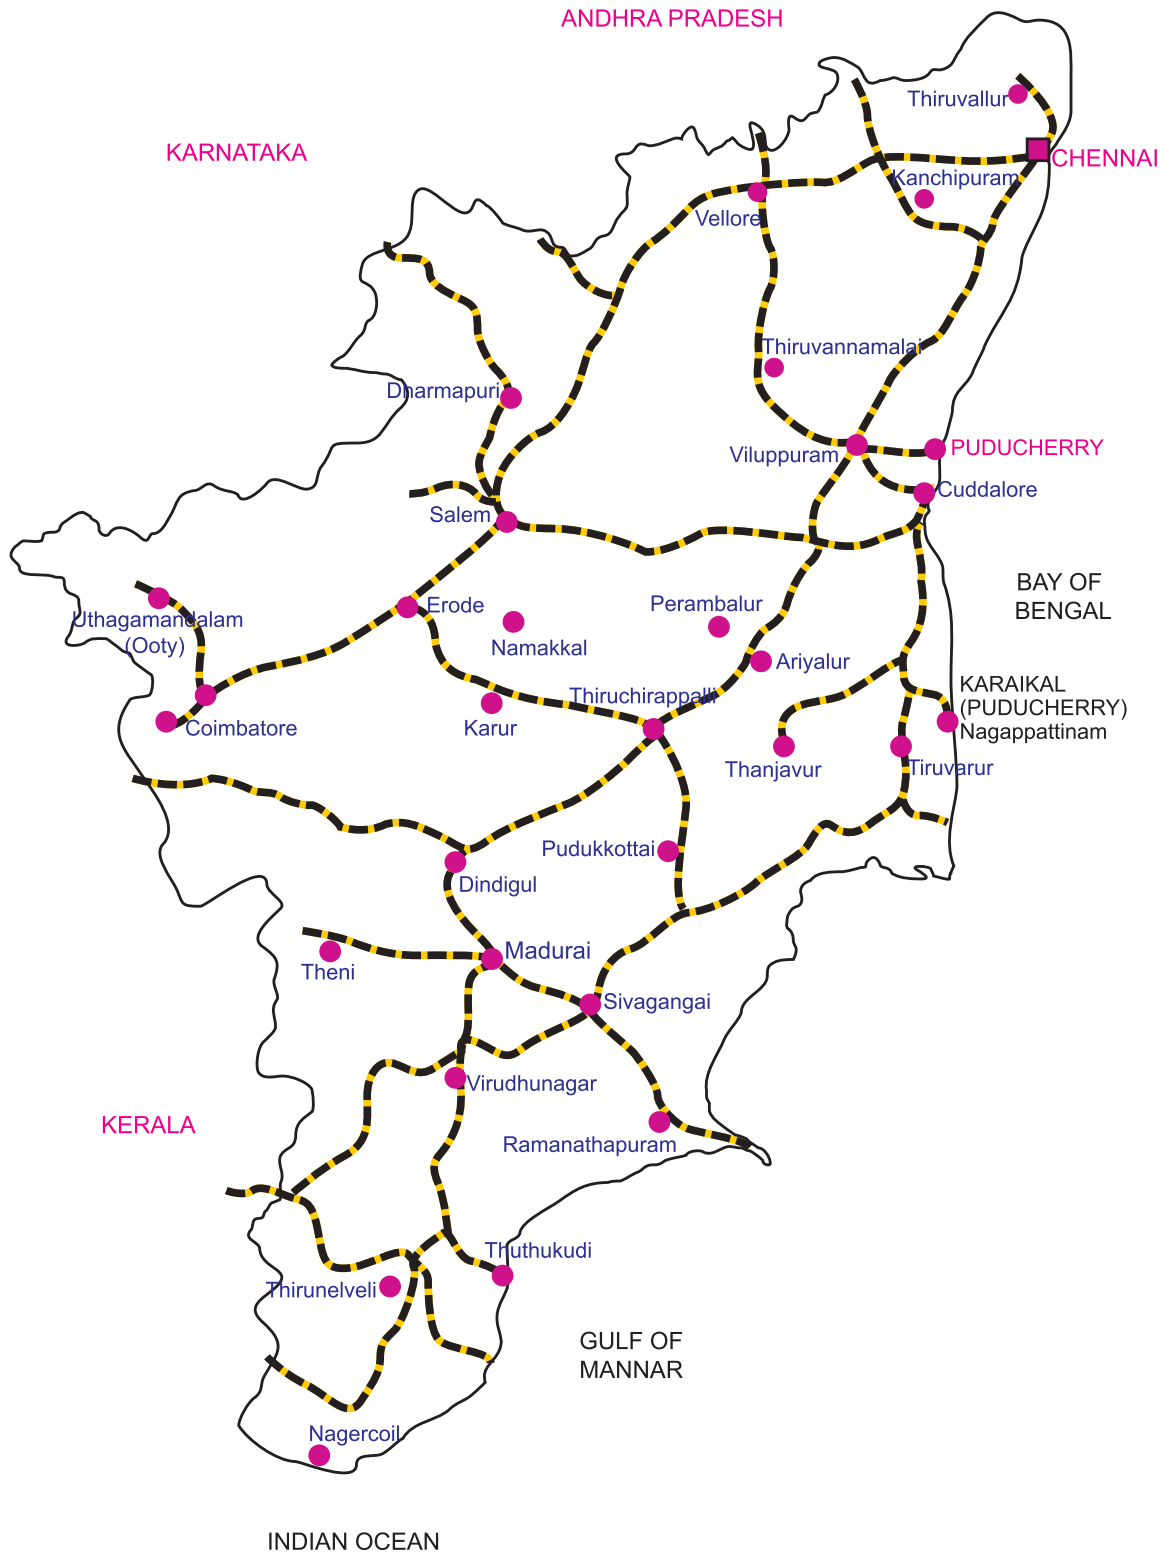 ANDHRA PRADESH
Thiruvallur
KARNATAKA
CHENNAI
Kanchipuram
Vellore
Thiruvannamalai
Dharmapuri
Viluppuram
PUDUCHERRY
Cuddalore
Salem
BAY OF
BENGAL
Perambalur
Erode
Uthagamandalam
(Ooty)
Namakkal
Ariyalur
KARAIKAL
(PUDUCHERRY)
Nagappattinam
Thiruchirappalli
Coimbatore
Karur
Thanjavur
Tiruvarur
Pudukkottai
Dindigul
Madurai
Theni
Sivagangai
Virudhunagar
KERALA
Ramanathapuram
Thuthukudi
Thirunelveli
GULF OF
MANNAR
Nagercoil
INDIAN OCEAN